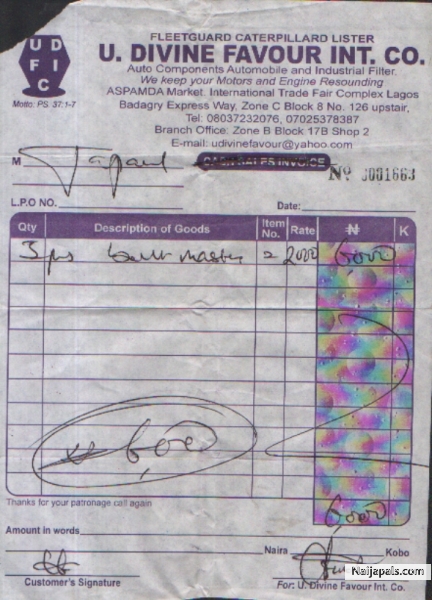 FLEETGUARD CATERPILLARD LISTER
U. DIVINE FAVOUR INT. CO.
UDFIC
Auto Components Automobile and Industrial Filter.
We keep your Motors and Engine Resounding
ASPAMDA Market. International Trade Fair Complex Lagos
Badagry Express Way, Zone C Block 8 No. 126 upstair,
Tel: 08037232076, 07025378387
Branch Office: Zone B Block 17B Shop 2
E-mail: udivinefavour@yahoo.com
Motto: PS. 37:1-7
M
CASH/SALES INVOICE
Nº 0001663
L.P.O NO. Date:
Qty Description of Goods Item No. Rate ₦ K
3 pcs 2000 6000
₦ 6000
Thanks for your patronage call again
6000
Amount in words
Naira Kobo
Customer's Signature For: U. Divine Favour Int. Co.
Naijapals.com